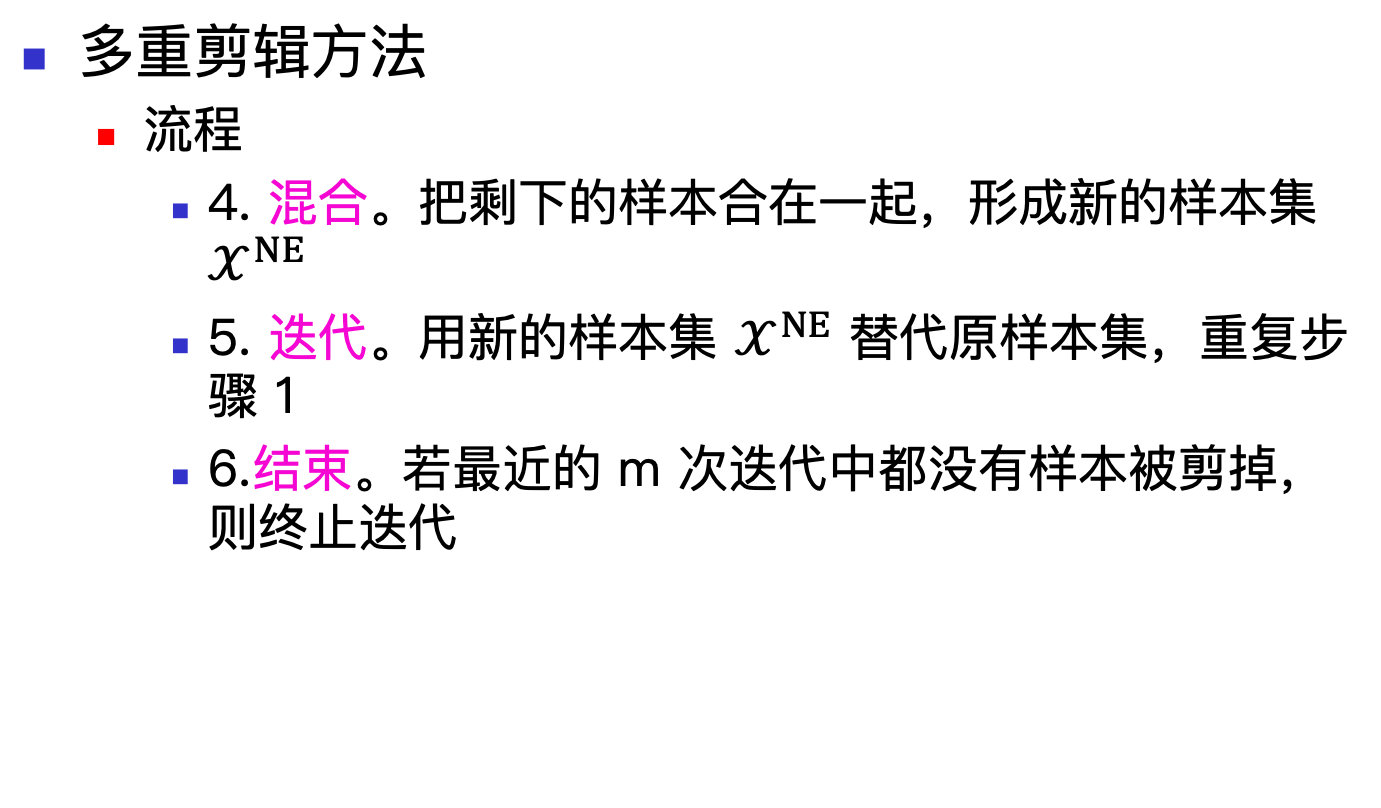 多重剪辑方法
流程
4. 混合。把剩下的样本合在一起，形成新的样本集
𝒳^NE
5. 迭代。用新的样本集 𝒳^NE 替代原样本集，重复步
骤 1
6.结束。若最近的 m 次迭代中都没有样本被剪掉，
则终止迭代